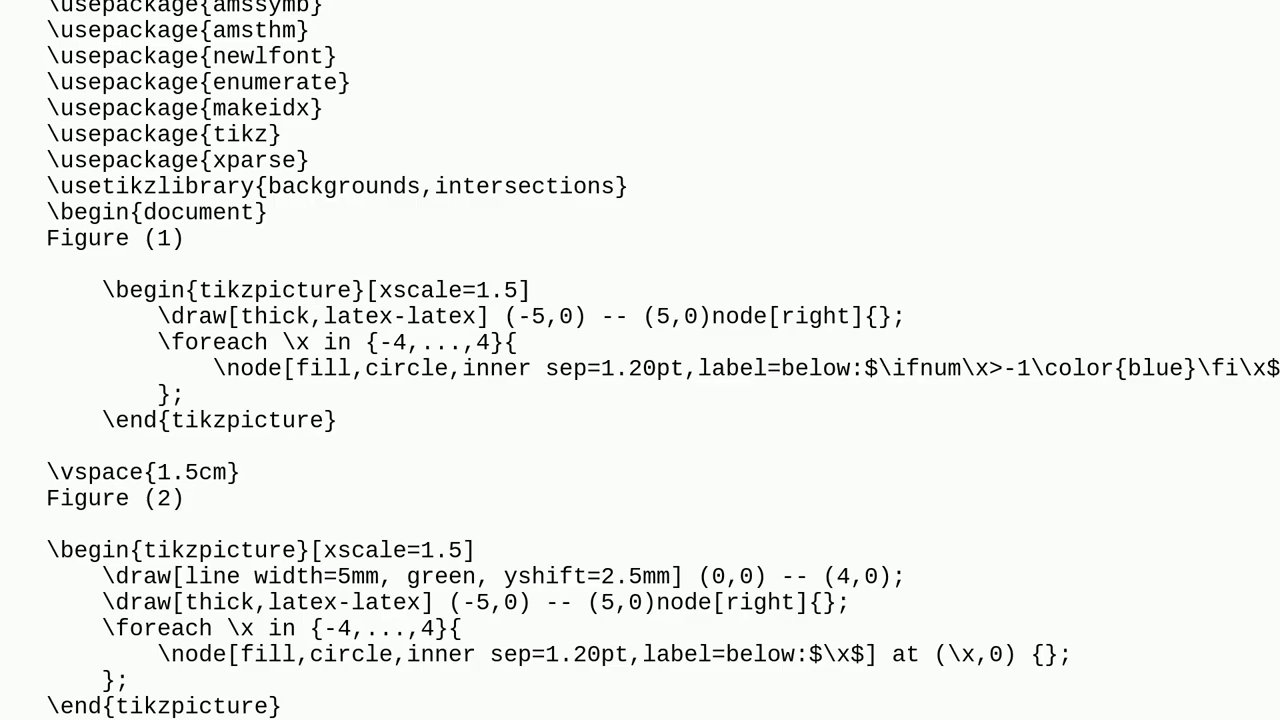 \usepackage{amssymb}
\usepackage{amsthm}
\usepackage{newlfont}
\usepackage{enumerate}
\usepackage{makeidx}
\usepackage{tikz}
\usepackage{xparse}
\usetikzlibrary{backgrounds,intersections}
\begin{document}
Figure (1)
\begin{tikzpicture}[xscale=1.5]
\draw[thick,latex-latex] (-5,0) -- (5,0)node[right]{};
\foreach \x in {-4,...,4}{
\node[fill,circle,inner sep=1.20pt,label=below:$\ifnum\x>-1\color{blue}\fi\x$
};
\end{tikzpicture}
\vspace{1.5cm}
Figure (2)
\begin{tikzpicture}[xscale=1.5]
\draw[line width=5mm, green, yshift=2.5mm] (0,0) -- (4,0);
\draw[thick,latex-latex] (-5,0) -- (5,0)node[right]{};
\foreach \x in {-4,...,4}{
\node[fill,circle,inner sep=1.20pt,label=below:$\x$] at (\x,0) {};
};
\end{tikzpicture}